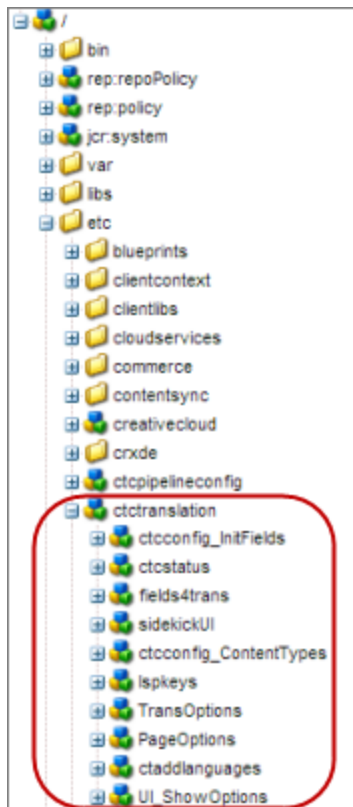 /
bin
rep:repoPolicy
rep:policy
jcr:system
var
libs
etc
blueprints
clientcontext
clientlibs
cloudservices
commerce
contentsync
creativecloud
crxde
ctcpipelineconfig
ctctranslation
ctcconfig_InitFields
ctcstatus
fields4trans
sidekickUI
ctcconfig_ContentTypes
lspkeys
TransOptions
PageOptions
ctaddlanguages
UI_ShowOptions